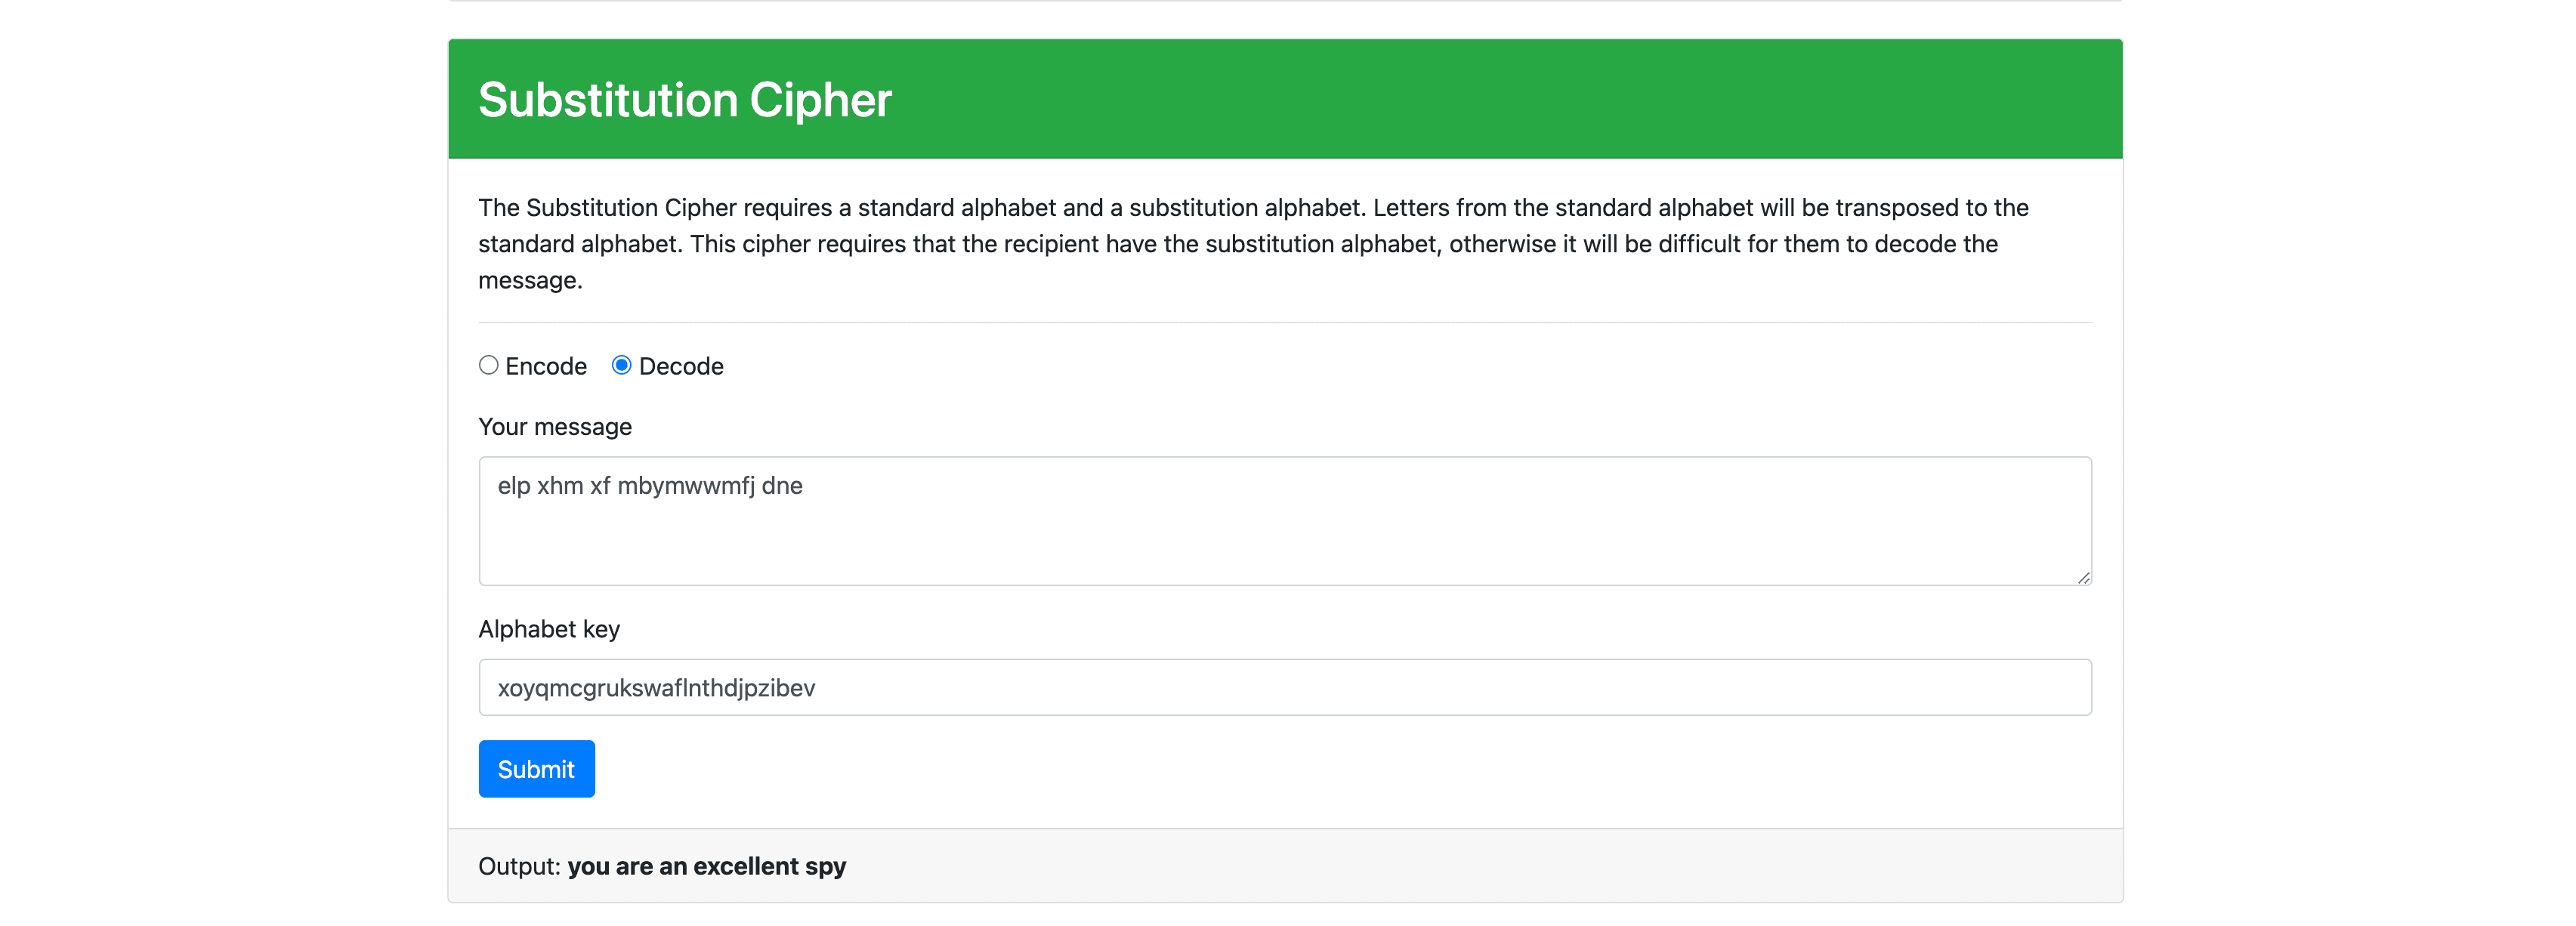 Substitution Cipher
The Substitution Cipher requires a standard alphabet and a substitution alphabet. Letters from the standard alphabet will be transposed to the
standard alphabet. This cipher requires that the recipient have the substitution alphabet, otherwise it will be difficult for them to decode the
message.
Encode Decode
Your message
elp xhm xf mbymwwmfj dne
Alphabet key
xoyqmcgrukswaflnthdjpzibev
Submit
Output: you are an excellent spy